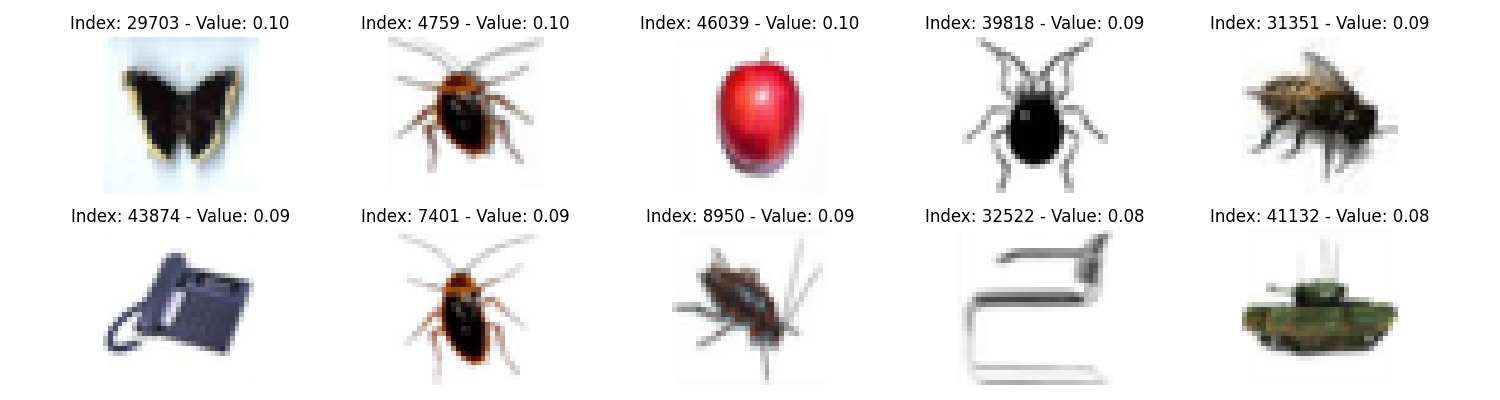 Index: 29703 - Value: 0.10
Index: 4759 - Value: 0.10
Index: 46039 - Value: 0.10
Index: 39818 - Value: 0.09
Index: 31351 - Value: 0.09
Index: 43874 - Value: 0.09
Index: 7401 - Value: 0.09
Index: 8950 - Value: 0.09
Index: 32522 - Value: 0.08
Index: 41132 - Value: 0.08